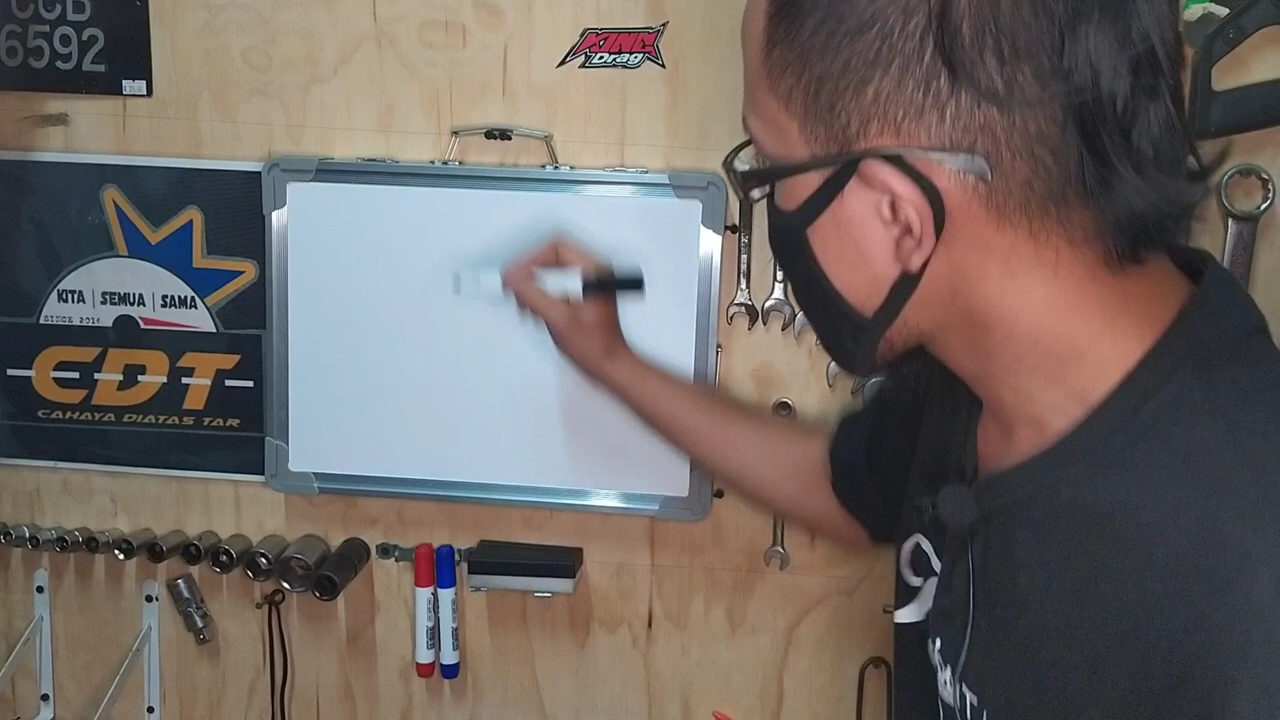 CCB
6592
KING
Drag
KITA | SEMUA | SAMA
SINCE 2016
CDT
CAHAYA DIATAS TAR